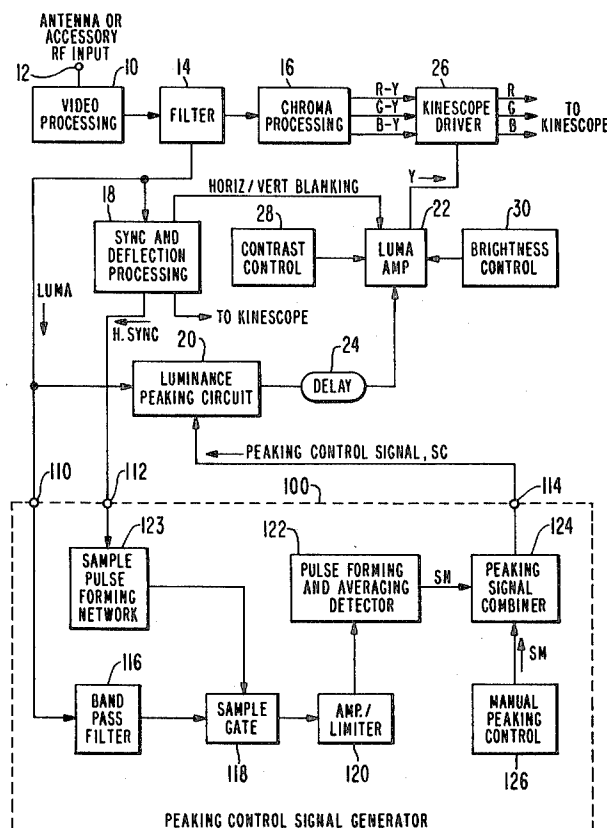 ANTENNA OR
ACCESSORY
RF INPUT
12
10
14
16
26
VIDEO
PROCESSING
FILTER
CHROMA
PROCESSING
R-Y
G-Y
B-Y
KINESCOPE
DRIVER
R
G
B
TO
KINESCOPE
Y
HORIZ/VERT BLANKING
18
28
22
30
SYNC AND
DEFLECTION
PROCESSING
CONTRAST
CONTROL
LUMA
AMP
BRIGHTNESS
CONTROL
LUMA
H.SYNC
TO KINESCOPE
20
24
LUMINANCE
PEAKING CIRCUIT
DELAY
PEAKING CONTROL SIGNAL, SC
110
112
100
114
123
122
124
SAMPLE
PULSE
FORMING
NETWORK
PULSE FORMING
AND AVERAGING
DETECTOR
SN
PEAKING
SIGNAL
COMBINER
SM
116
BAND
PASS
FILTER
SAMPLE
GATE
118
AMP./
LIMITER
120
MANUAL
PEAKING
CONTROL
126
PEAKING CONTROL SIGNAL GENERATOR